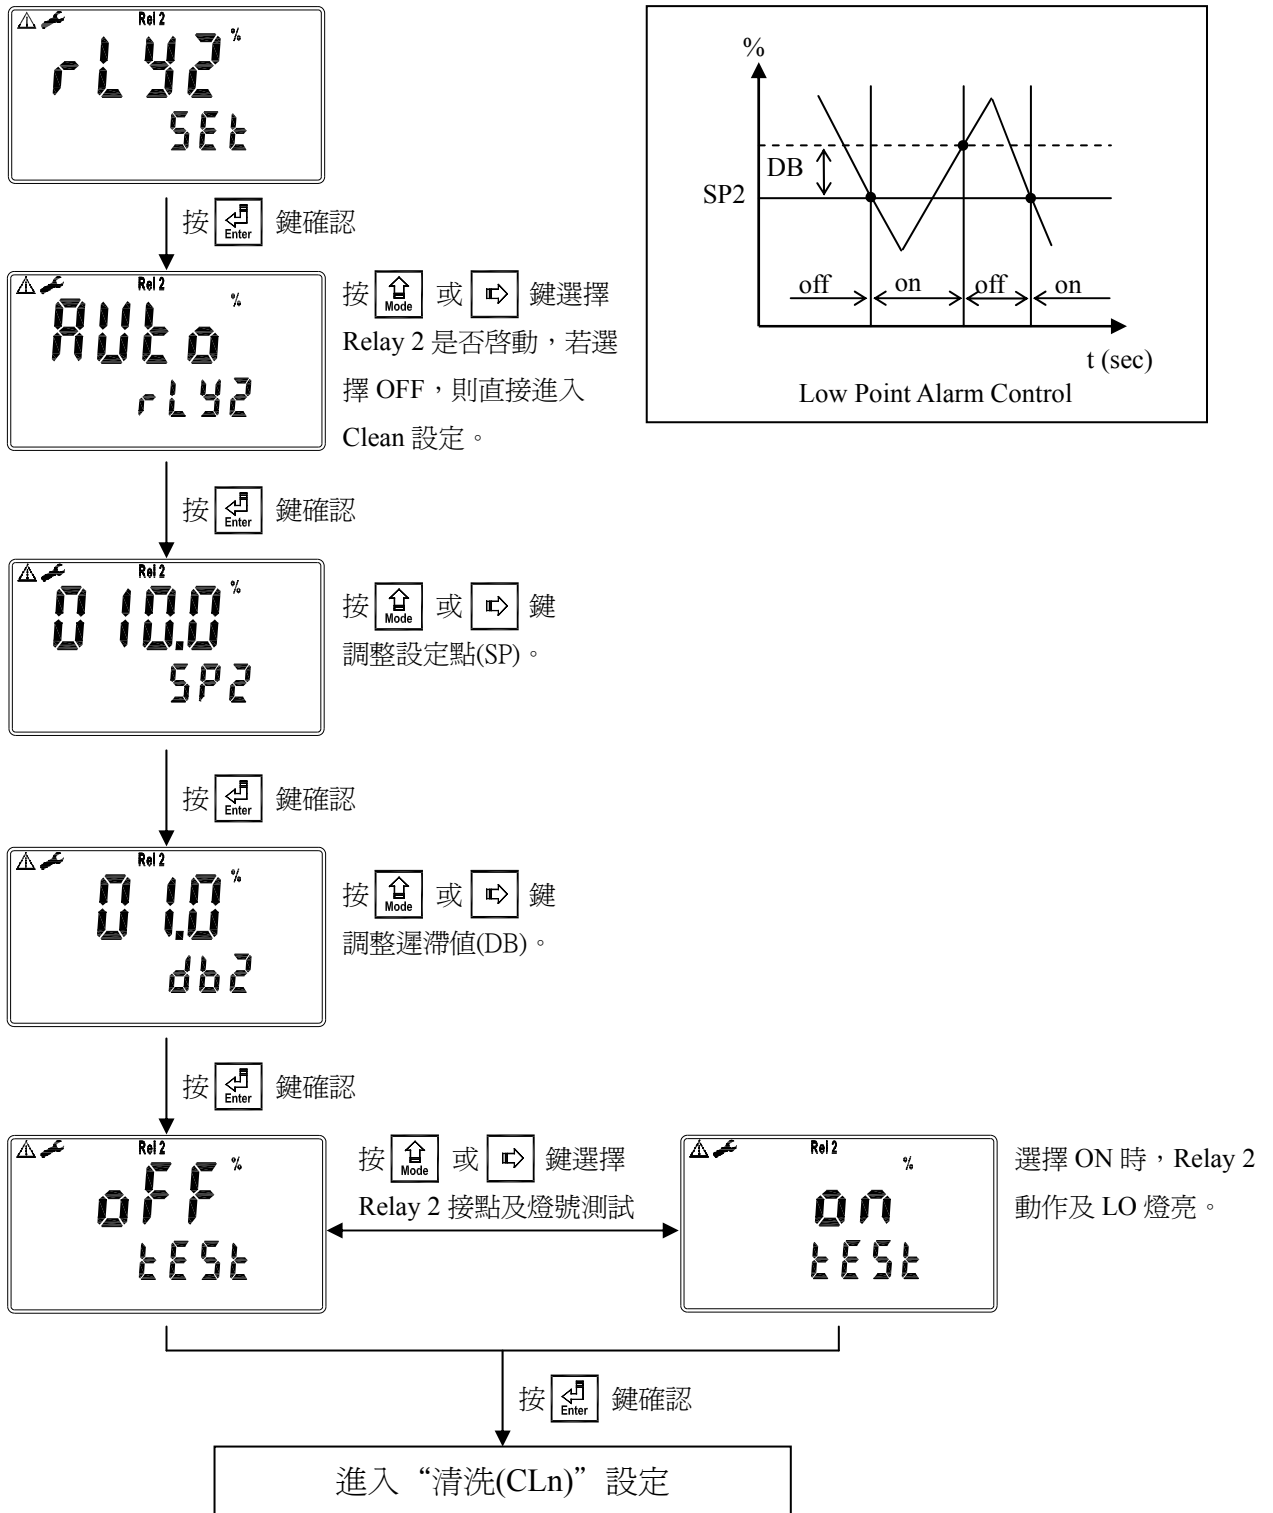 Rel 2
%
rLY2
SEt
按 Enter 鍵確認
Rel 2
%
AUto
rLY2
按 Mode 或 鍵選擇
Relay 2 是否啓動，若選
擇 OFF，則直接進入
Clean 設定。
按 Enter 鍵確認
Rel 2
%
010.0
SP2
按 Mode 或 鍵
調整設定點(SP)。
按 Enter 鍵確認
Rel 2
%
01.0
db2
按 Mode 或 鍵
調整遲滯值(DB)。
按 Enter 鍵確認
Rel 2
%
oFF
tESt
按 Mode 或 鍵選擇
Relay 2 接點及燈號測試
Rel 2
%
on
tESt
選擇 ON 時，Relay 2
動作及 LO 燈亮。
按 Enter 鍵確認
進入“清洗(CLn)”設定
%
DB
SP2
off on off on
t (sec)
Low Point Alarm Control